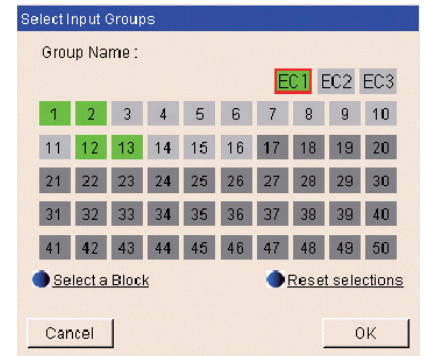 Select Input Groups
Group Name :
EC1 EC2 EC3
1 2 3 4 5 6 7 8 9 10
11 12 13 14 15 16 17 18 19 20
21 22 23 24 25 26 27 28 29 30
31 32 33 34 35 36 37 38 39 40
41 42 43 44 45 46 47 48 49 50
Select a Block Reset selections
Cancel OK